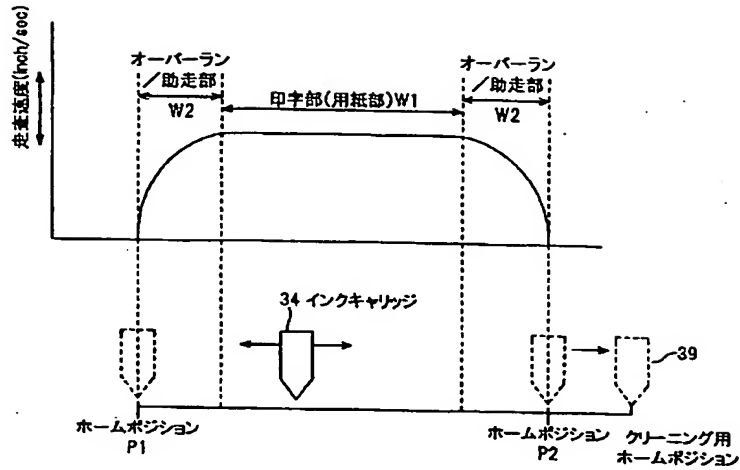 走査速度(inch/sec)
オーバーラン
／助走部
W2
印字部(用紙部)W1
オーバーラン
／助走部
W2
34 インクキャリッジ
39
ホームポジション
P1
ホームポジション
P2
クリーニング用
ホームポジション